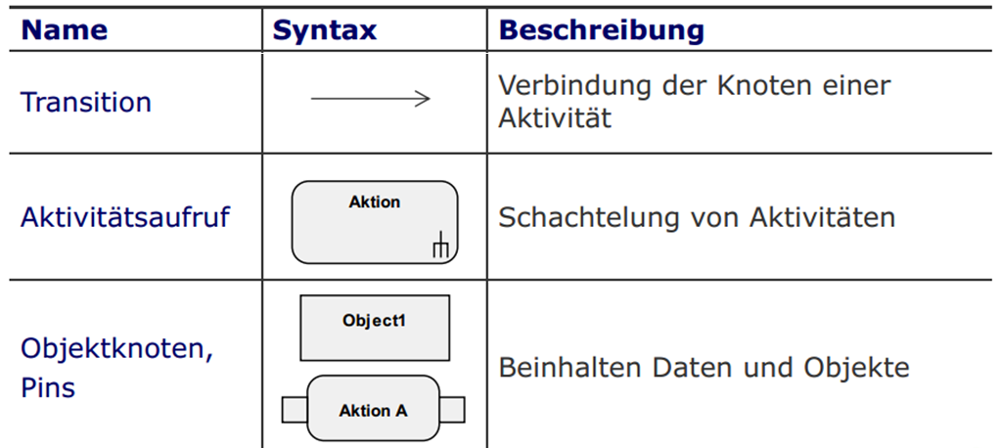 Name Syntax Beschreibung
Transition
Verbindung der Knoten einer
Aktivität
Aktivitätsaufruf
Aktion
Schachtelung von Aktivitäten
Objektknoten,
Pins
Object1
Aktion A
Beinhalten Daten und Objekte